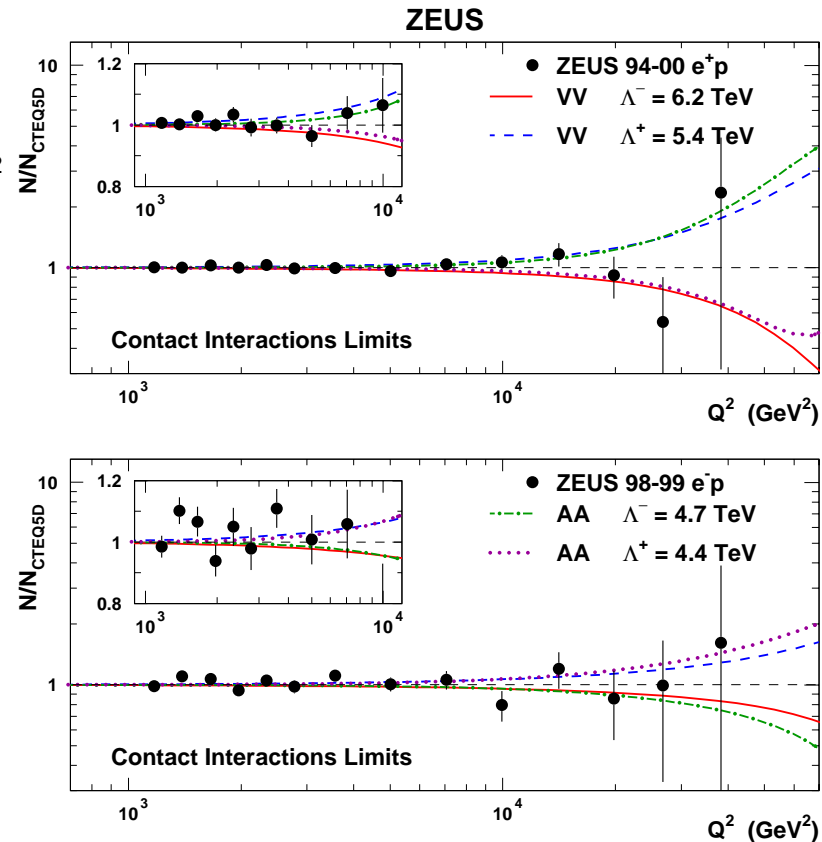 ZEUS
N/N_CTEQ5D
10
1
1.2
1
0.8
10³
10⁴
ZEUS 94-00 e⁺p
VV Λ⁻ = 6.2 TeV
VV Λ⁺ = 5.4 TeV
Contact Interactions Limits
10³
10⁴
Q² (GeV²)
N/N_CTEQ5D
10
1
1.2
1
0.8
10³
10⁴
ZEUS 98-99 e⁻p
AA Λ⁻ = 4.7 TeV
AA Λ⁺ = 4.4 TeV
Contact Interactions Limits
10³
10⁴
Q² (GeV²)